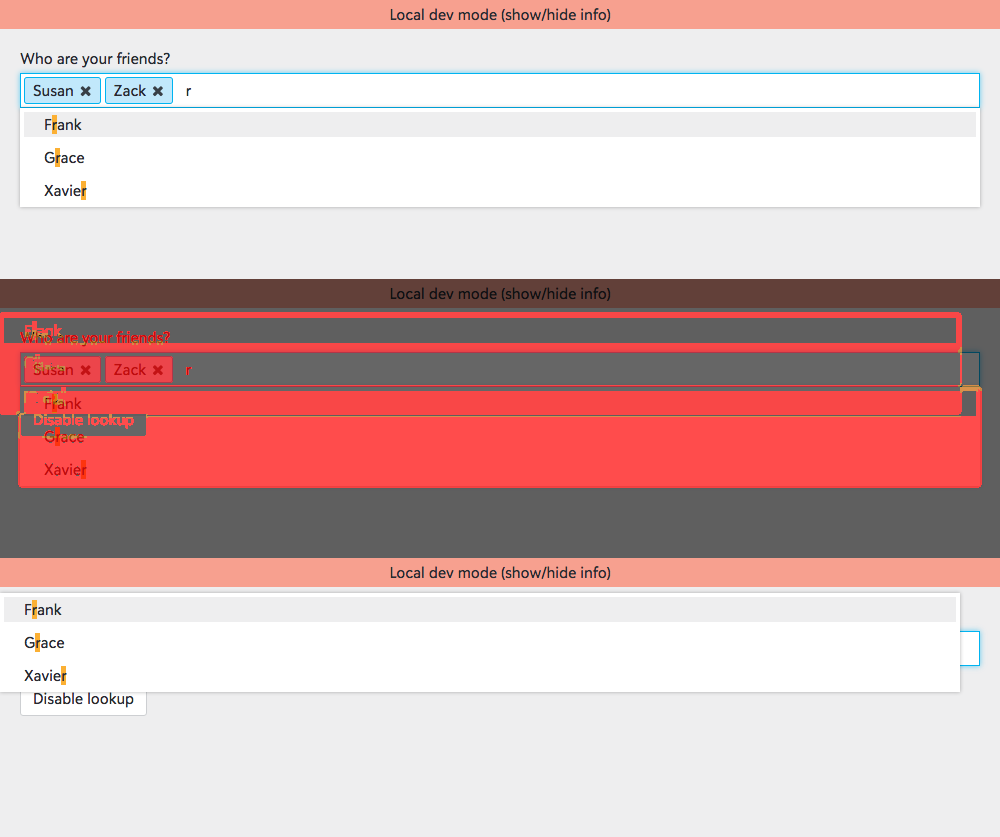 Local dev mode (show/hide info)
Who are your friends?
Susan ✖ Zack ✖ r
Frank
Grace
Xavier
Local dev mode (show/hide info)
Frank
Who are your friends?
Susan ✖ Zack ✖ r
Frank
Disable lookup
Grace
Xavier
Local dev mode (show/hide info)
Frank
Grace
Xavier
Disable lookup